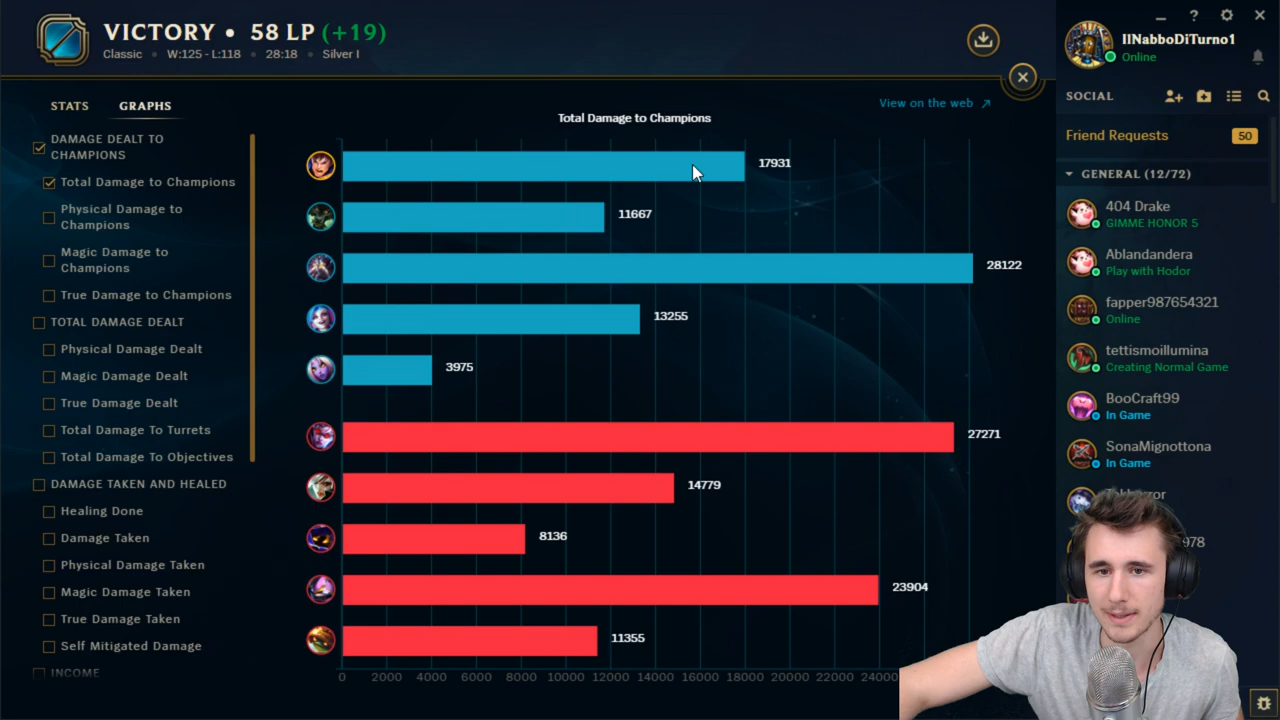 VICTORY • 58 LP (+19)
Classic • W:125 - L:118 • 28:18 • Silver I
STATS GRAPHS
View on the web
DAMAGE DEALT TO
CHAMPIONS
Total Damage to Champions
Physical Damage to
Champions
Magic Damage to
Champions
True Damage to Champions
TOTAL DAMAGE DEALT
Physical Damage Dealt
Magic Damage Dealt
True Damage Dealt
Total Damage To Turrets
Total Damage To Objectives
DAMAGE TAKEN AND HEALED
Healing Done
Damage Taken
Physical Damage Taken
Magic Damage Taken
True Damage Taken
Self Mitigated Damage
INCOME
Total Damage to Champions
17931
11667
28122
13255
3975
27271
14779
8136
23904
11355
0 2000 4000 6000 8000 10000 12000 14000 16000 18000 20000 22000 24000
IINabboDiTurno1
Online
SOCIAL
Friend Requests 50
GENERAL (12/72)
404 Drake
GIMME HONOR 5
Ablandandera
Play with Hodor
fapper987654321
Online
tettismoillumina
Creating Normal Game
BooCraft99
In Game
SonaMignottona
In Game
978